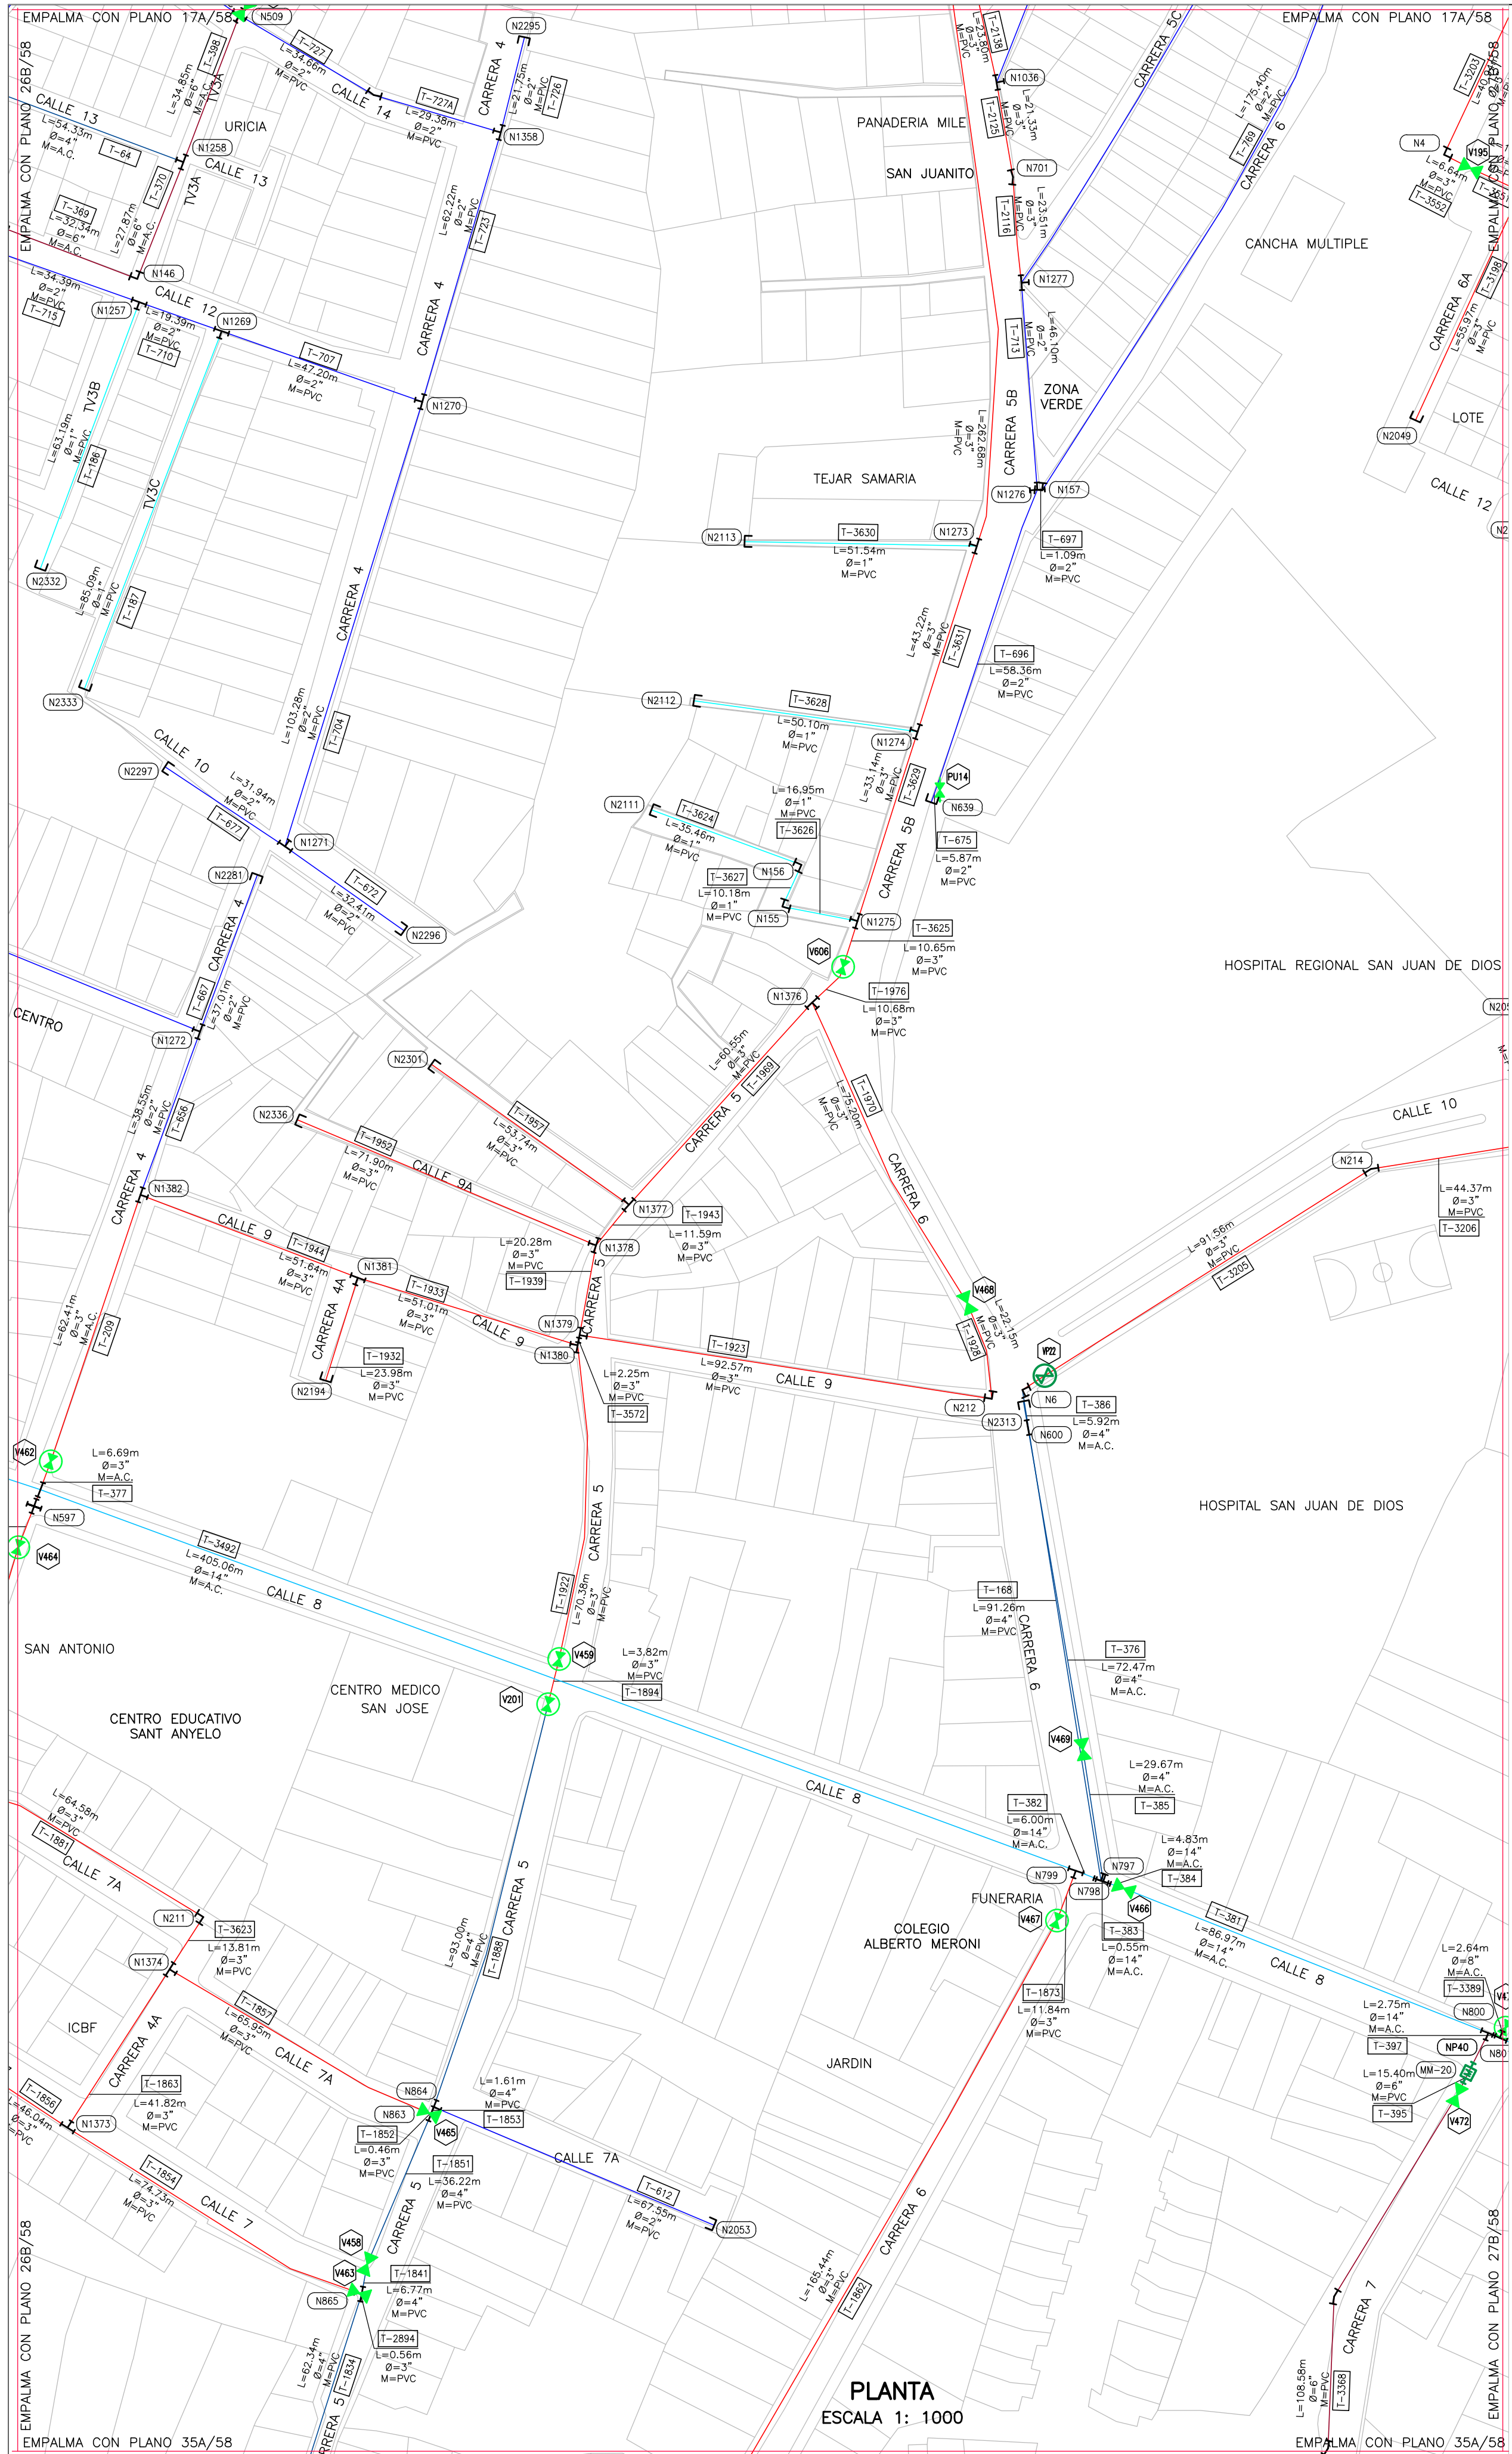 EMPALMA CON PLANO 17A/58
EMPALMA CON PLANO 17A/58
EMPALMA CON PLANO 26B/58
N509
T-398
L=34.85m
Ø=6"
M=A.C.
TV3A
T-727
L=34.66m
Ø=2"
M=PVC
CALLE 14
T-727A
L=29.38m
Ø=2"
M=PVC
N2295
CARRERA 4
L=21.75m
Ø=2"
M=PVC
T-726
N1358
CALLE 13
L=54.33m
Ø=4"
M=A.C.
T-64
URICIA
N1258
CALLE 13
T-370
TV3A
L=27.87m
Ø=6"
M=A.C.
T-369
L=32.34m
Ø=6"
M=A.C.
N146
L=62.22m
Ø=2"
M=PVC
T-723
L=34.39m
Ø=2"
M=PVC
T-715
N1257
CALLE 12
L=19.39m
Ø=2"
M=PVC
T-710
N1269
T-707
L=47.20m
Ø=2"
M=PVC
CARRERA 4
N1270
TV3B
L=63.19m
Ø=1"
M=PVC
T-186
N2332
TV3C
L=85.09m
Ø=1"
M=PVC
T-187
N2333
CARRERA 4
L=103.28m
Ø=2"
M=PVC
T-704
CALLE 10
N2297
L=31.94m
Ø=2"
M=PVC
T-677
N1271
N2281
T-672
L=32.41m
Ø=2"
M=PVC
N2296
CARRERA 4
T-667
L=37.01m
Ø=2"
M=PVC
CENTRO
N1272
L=38.55m
Ø=2"
M=PVC
T-656
CARRERA 4
N1382
L=23.80m
Ø=3"
M=PVC
T-2138
N1036
L=21.33m
Ø=3"
M=PVC
T-2125
N701
PANADERIA MILE
SAN JUANITO
L=23.51m
Ø=3"
M=PVC
T-2116
N1277
CARRERA 5C
L=175.40m
Ø=2"
M=PVC
T-769
CARRERA 6
L=46.10m
Ø=2"
M=PVC
T-713
CANCHA MULTIPLE
ZONA
VERDE
CARRERA 5B
L=262.68m
Ø=3"
M=PVC
TEJAR SAMARIA
N1276
N157
T-697
L=1.09m
Ø=2"
M=PVC
N2113
T-3630
L=51.54m
Ø=1"
M=PVC
N1273
L=43.22m
Ø=3"
M=PVC
T-3631
T-696
L=58.36m
Ø=2"
M=PVC
N2112
T-3628
L=50.10m
Ø=1"
M=PVC
N1274
L=33.14m
Ø=3"
M=PVC
T-3629
PU14
N639
T-675
L=5.87m
Ø=2"
M=PVC
N2111
T-3624
L=35.46m
Ø=1"
M=PVC
L=16.95m
Ø=1"
M=PVC
T-3626
N156
T-3627
L=10.18m
Ø=1"
M=PVC
N155
CARRERA 5B
N1275
T-3625
L=10.65m
Ø=3"
M=PVC
V606
T-1976
L=10.68m
Ø=3"
M=PVC
N1376
T-3203
N4
V195
L=6.64m
Ø=3"
M=PVC
T-3552
CARRERA 6A
L=55.97m
Ø=3"
M=PVC
T-3198
N2049
LOTE
CALLE 12
HOSPITAL REGIONAL SAN JUAN DE DIOS
L=60.55m
Ø=3"
M=PVC
T-1969
CARRERA 5
L=75.20m
Ø=3"
M=PVC
T-1970
CARRERA 6
N2301
T-1957
L=53.74m
Ø=3"
M=PVC
N2336
T-1952
L=71.90m
Ø=3"
M=PVC
CALLE 9A
N1377
T-1943
L=11.59m
Ø=3"
M=PVC
N1378
L=20.28m
Ø=3"
M=PVC
T-1939
CARRERA 5
CALLE 9
T-1944
L=51.64m
Ø=3"
M=PVC
N1381
T-1933
L=51.01m
Ø=3"
M=PVC
CALLE 9
CARRERA 4A
T-1932
L=23.98m
Ø=3"
M=PVC
N2194
N1379
N1380
L=2.25m
Ø=3"
M=PVC
T-3572
T-1923
L=92.57m
Ø=3"
M=PVC
CALLE 9
V468
L=22.15m
Ø=3"
M=PVC
T-1928
N212
VP22
N6
N2313
N600
T-386
L=5.92m
Ø=4"
M=A.C.
CALLE 10
N214
L=91.56m
Ø=3"
M=PVC
T-3205
L=44.37m
Ø=3"
M=PVC
T-3206
HOSPITAL SAN JUAN DE DIOS
L=62.41m
Ø=3"
M=A.C.
T-209
V462
L=6.69m
Ø=3"
M=A.C.
T-377
N597
V464
T-3492
L=405.06m
Ø=14"
M=A.C.
CALLE 8
CARRERA 5
T-1922
L=70.38m
Ø=3"
M=PVC
V459
L=3.82m
Ø=3"
M=PVC
T-1894
V201
SAN ANTONIO
CENTRO MEDICO
SAN JOSE
CENTRO EDUCATIVO
SANT ANYELO
T-168
L=91.26m
Ø=4"
M=PVC
CARRERA 6
T-376
L=72.47m
Ø=4"
M=A.C.
V469
L=29.67m
Ø=4"
M=A.C.
T-385
CALLE 8
T-382
L=6.00m
Ø=14"
M=A.C.
N799
N798
N797
L=4.83m
Ø=14"
M=A.C.
T-384
V466
FUNERARIA
V467
T-383
L=0.55m
Ø=14"
M=A.C.
T-381
L=86.97m
Ø=14"
M=A.C.
CALLE 8
COLEGIO
ALBERTO MERONI
T-1873
L=11.84m
Ø=3"
M=PVC
L=2.64m
Ø=8"
M=A.C.
T-3389
N800
L=2.75m
Ø=14"
M=A.C.
T-397
NP40
MM-20
L=15.40m
Ø=6"
M=PVC
T-395
V472
L=64.58m
Ø=3"
M=PVC
T-1881
CALLE 7A
N211
T-3623
L=13.81m
Ø=3"
M=PVC
N1374
T-1857
L=65.95m
Ø=3"
M=PVC
CALLE 7A
ICBF
CARRERA 4A
T-1863
L=41.82m
Ø=3"
M=PVC
T-1856
L=46.04m
Ø=3"
N1373
T-1854
L=74.73m
Ø=3"
M=PVC
CALLE 7
L=93.00m
Ø=4"
M=PVC
T-1888
CARRERA 5
N864
N863
L=1.61m
Ø=4"
M=PVC
T-1853
V465
T-1852
L=0.46m
Ø=3"
M=PVC
T-1851
L=36.22m
Ø=4"
M=PVC
CALLE 7A
T-612
L=67.55m
Ø=2"
M=PVC
N2053
CARRERA 5
V458
V463
N865
T-1841
L=6.77m
Ø=4"
M=PVC
T-2894
L=0.56m
Ø=3"
M=PVC
L=62.34m
Ø=4"
M=PVC
T-1834
JARDIN
CARRERA 6
L=165.44m
Ø=3"
M=PVC
T-1862
CARRERA 7
L=108.58m
Ø=6"
M=PVC
T-3368
PLANTA
ESCALA 1: 1000
EMPALMA CON PLANO 26B/58
EMPALMA CON PLANO 27B/58
EMPALMA CON PLANO 35A/58
EMPALMA CON PLANO 35A/58